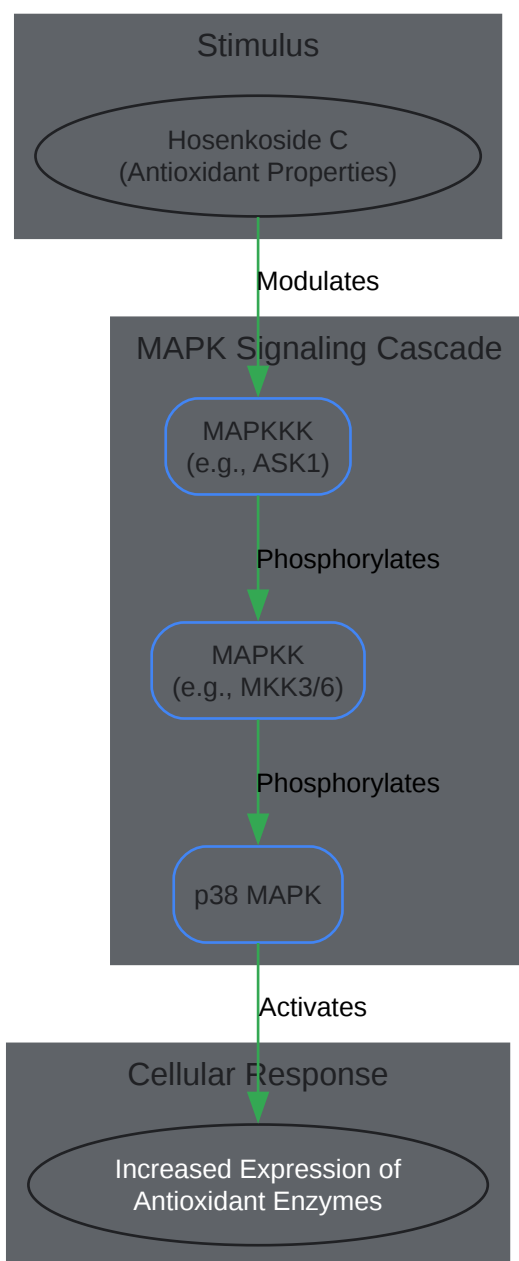 Stimulus
Hosenkoside C
(Antioxidant Properties)
Modulates
MAPK Signaling Cascade
MAPKKK
(e.g., ASK1)
Phosphorylates
MAPKK
(e.g., MKK3/6)
Phosphorylates
p38 MAPK
Activates
Cellular Response
Increased Expression of
Antioxidant Enzymes